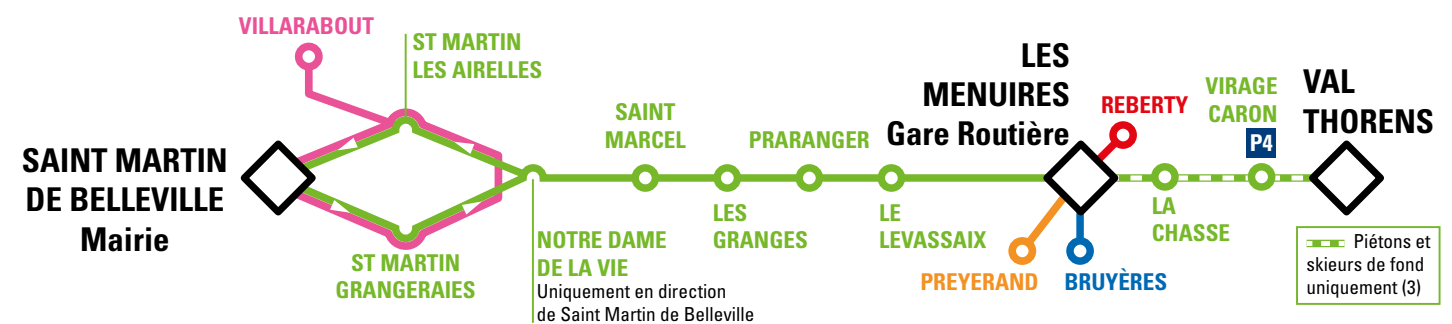 VILLARABOUT
ST MARTIN
LES AIRELLES
SAINT MARTIN
DE BELLEVILLE
Mairie
ST MARTIN
GRANGERAIES
NOTRE DAME
DE LA VIE
Uniquement en direction
de Saint Martin de Belleville
SAINT
MARCEL
LES
GRANGES
PRARANGER
LE
LEVASSAIX
LES
MENUIRES
Gare Routière
REBERTY
PREYERAND
BRUYÈRES
LA
CHASSE
VIRAGE
CARON
P4
VAL
THORENS
Piétons et
skieurs de fond
uniquement (3)